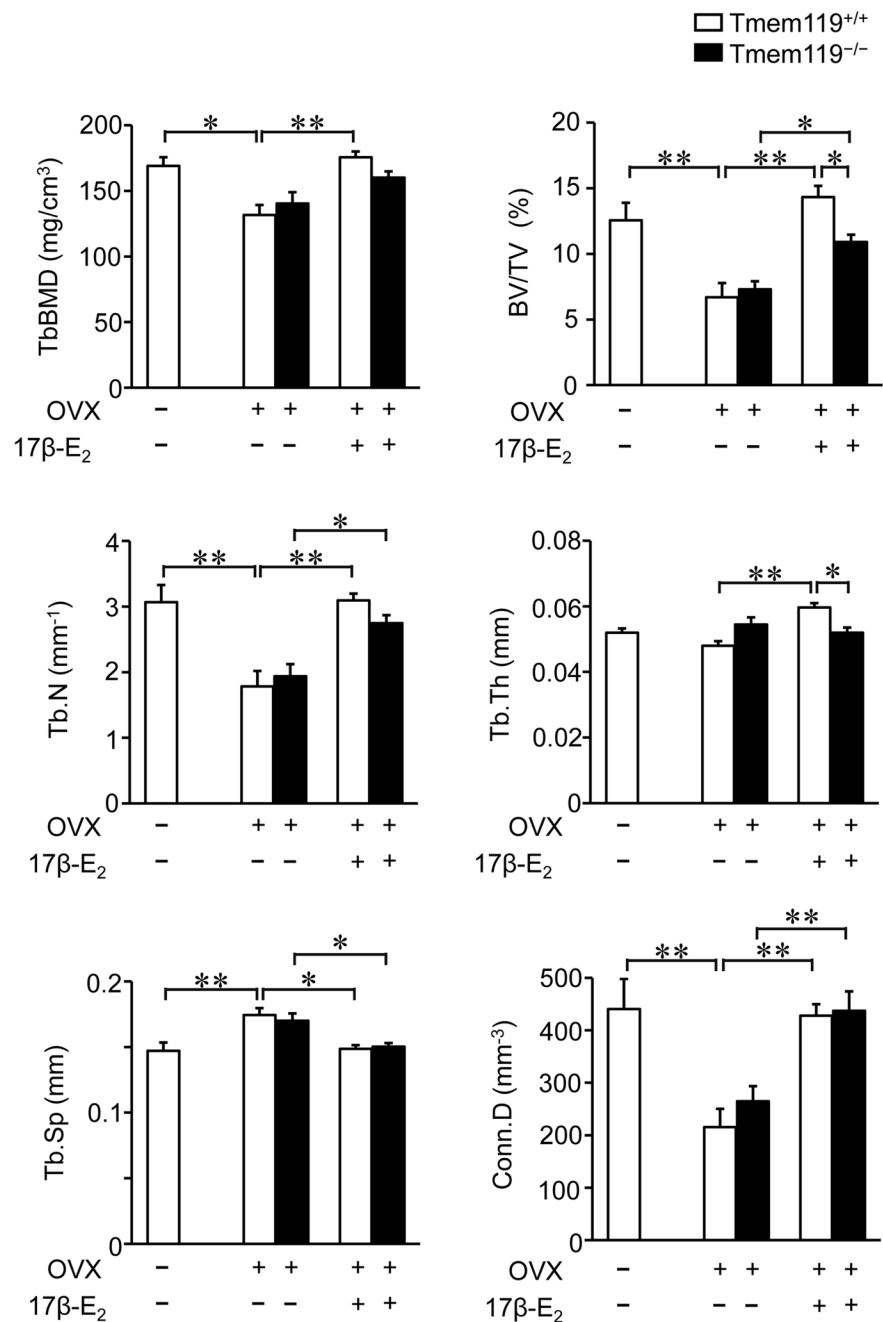 Tmem119+/+
Tmem119−/−
* **
200
150
100
50
0
TbBMD (mg/cm3)
OVX − + + + +
17β-E2 − − − + +
*
** ** *
20
15
10
5
0
BV/TV (%)
OVX − + + + +
17β-E2 − − − + +
*
** **
4
3
2
1
0
Tb.N (mm-1)
OVX − + + + +
17β-E2 − − − + +
** *
0.08
0.06
0.04
0.02
0
Tb.Th (mm)
OVX − + + + +
17β-E2 − − − + +
*
** *
0.2
0.1
0
Tb.Sp (mm)
OVX − + + + +
17β-E2 − − − + +
**
** **
500
400
300
200
100
0
Conn.D (mm-3)
OVX − + + + +
17β-E2 − − − + +